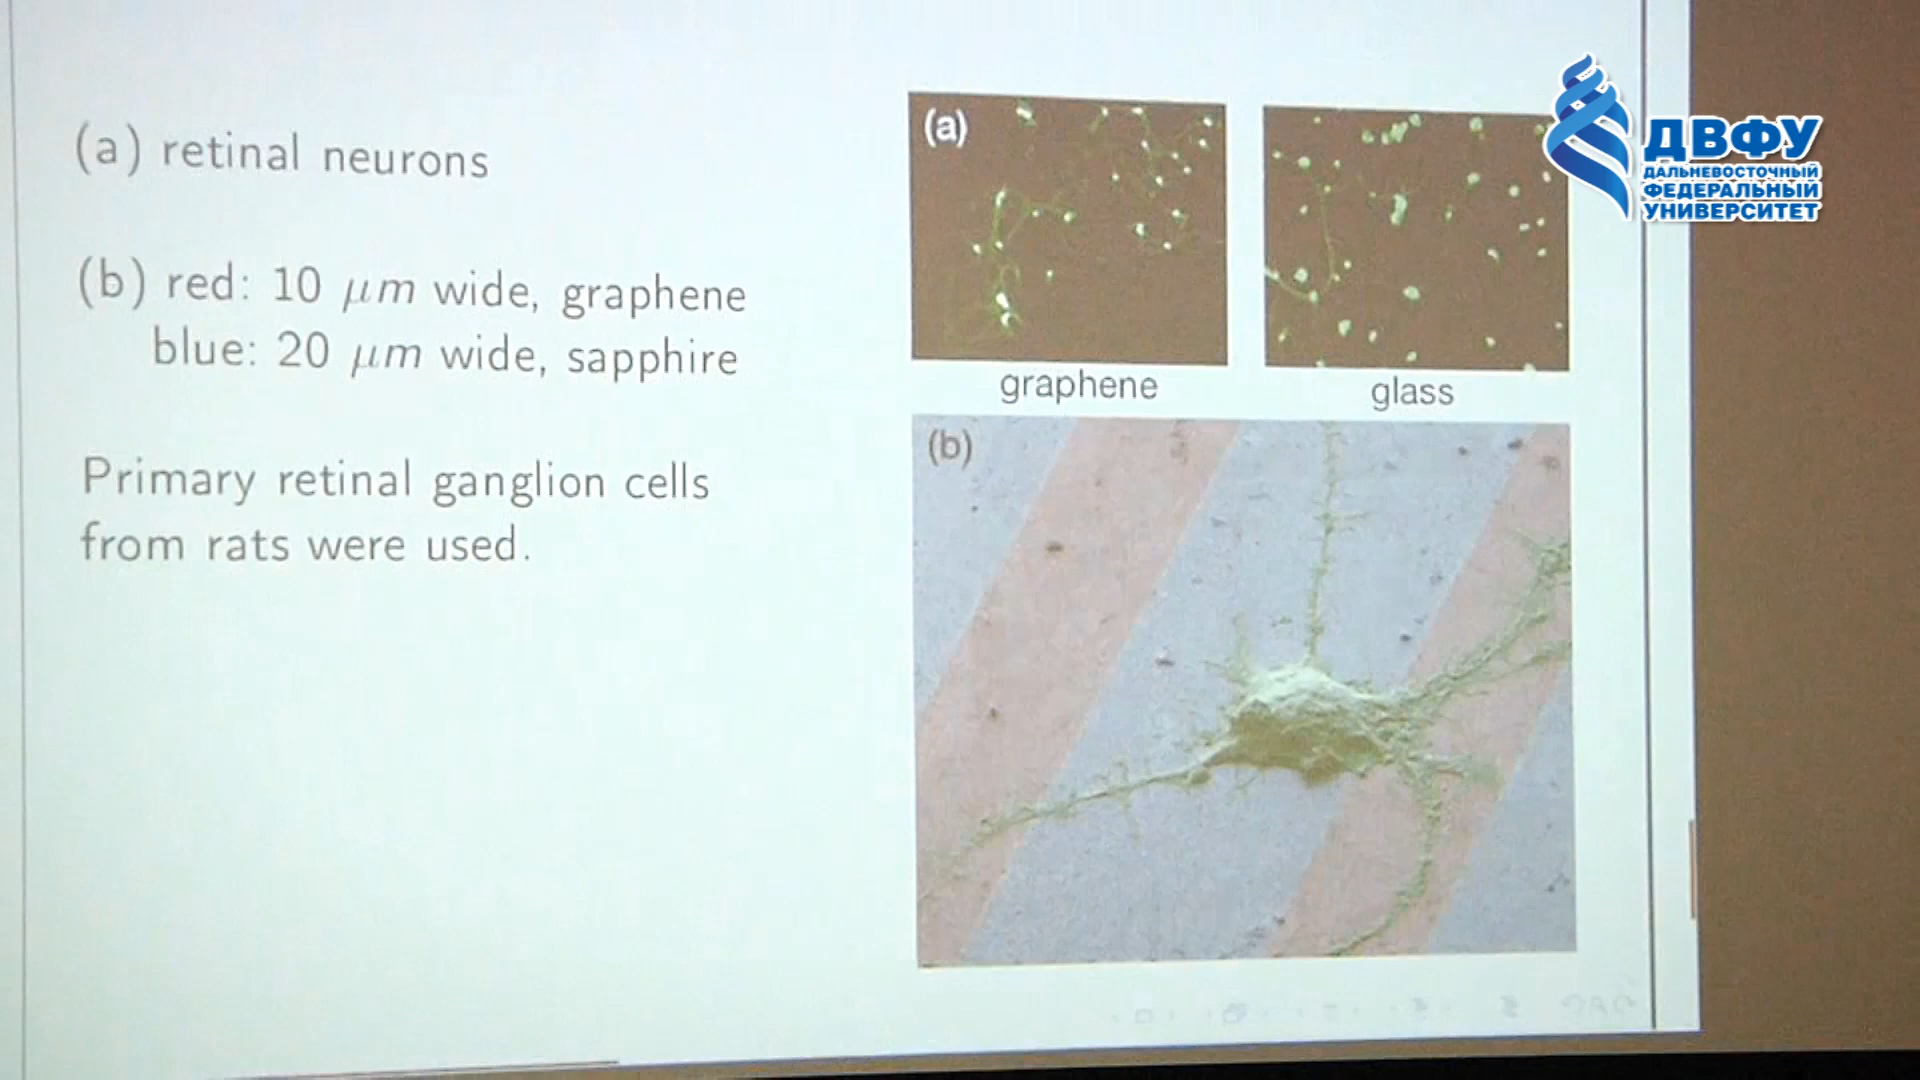 (a) retinal neurons
(b) red: 10 μm wide, graphene
blue: 20 μm wide, sapphire
Primary retinal ganglion cells
from rats were used.
(a)
graphene
glass
(b)
ДВФУ
ДАЛЬНЕВОСТОЧНЫЙ
ФЕДЕРАЛЬНЫЙ
УНИВЕРСИТЕТ